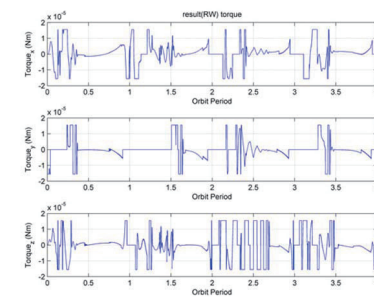 result(RW) torque
x 10⁻⁶
Torqueₓ (Nm)
2
1
0
-1
-2
0 0.5 1 1.5 2 2.5 3 3.5
Orbit Period
x 10⁻⁶
Torqueᵧ (Nm)
2
1
0
-1
-2
0 0.5 1 1.5 2 2.5 3 3.5
Orbit Period
x 10⁻⁶
Torque_z (Nm)
2
1
0
-1
-2
0 0.5 1 1.5 2 2.5 3 3.5
Orbit Period